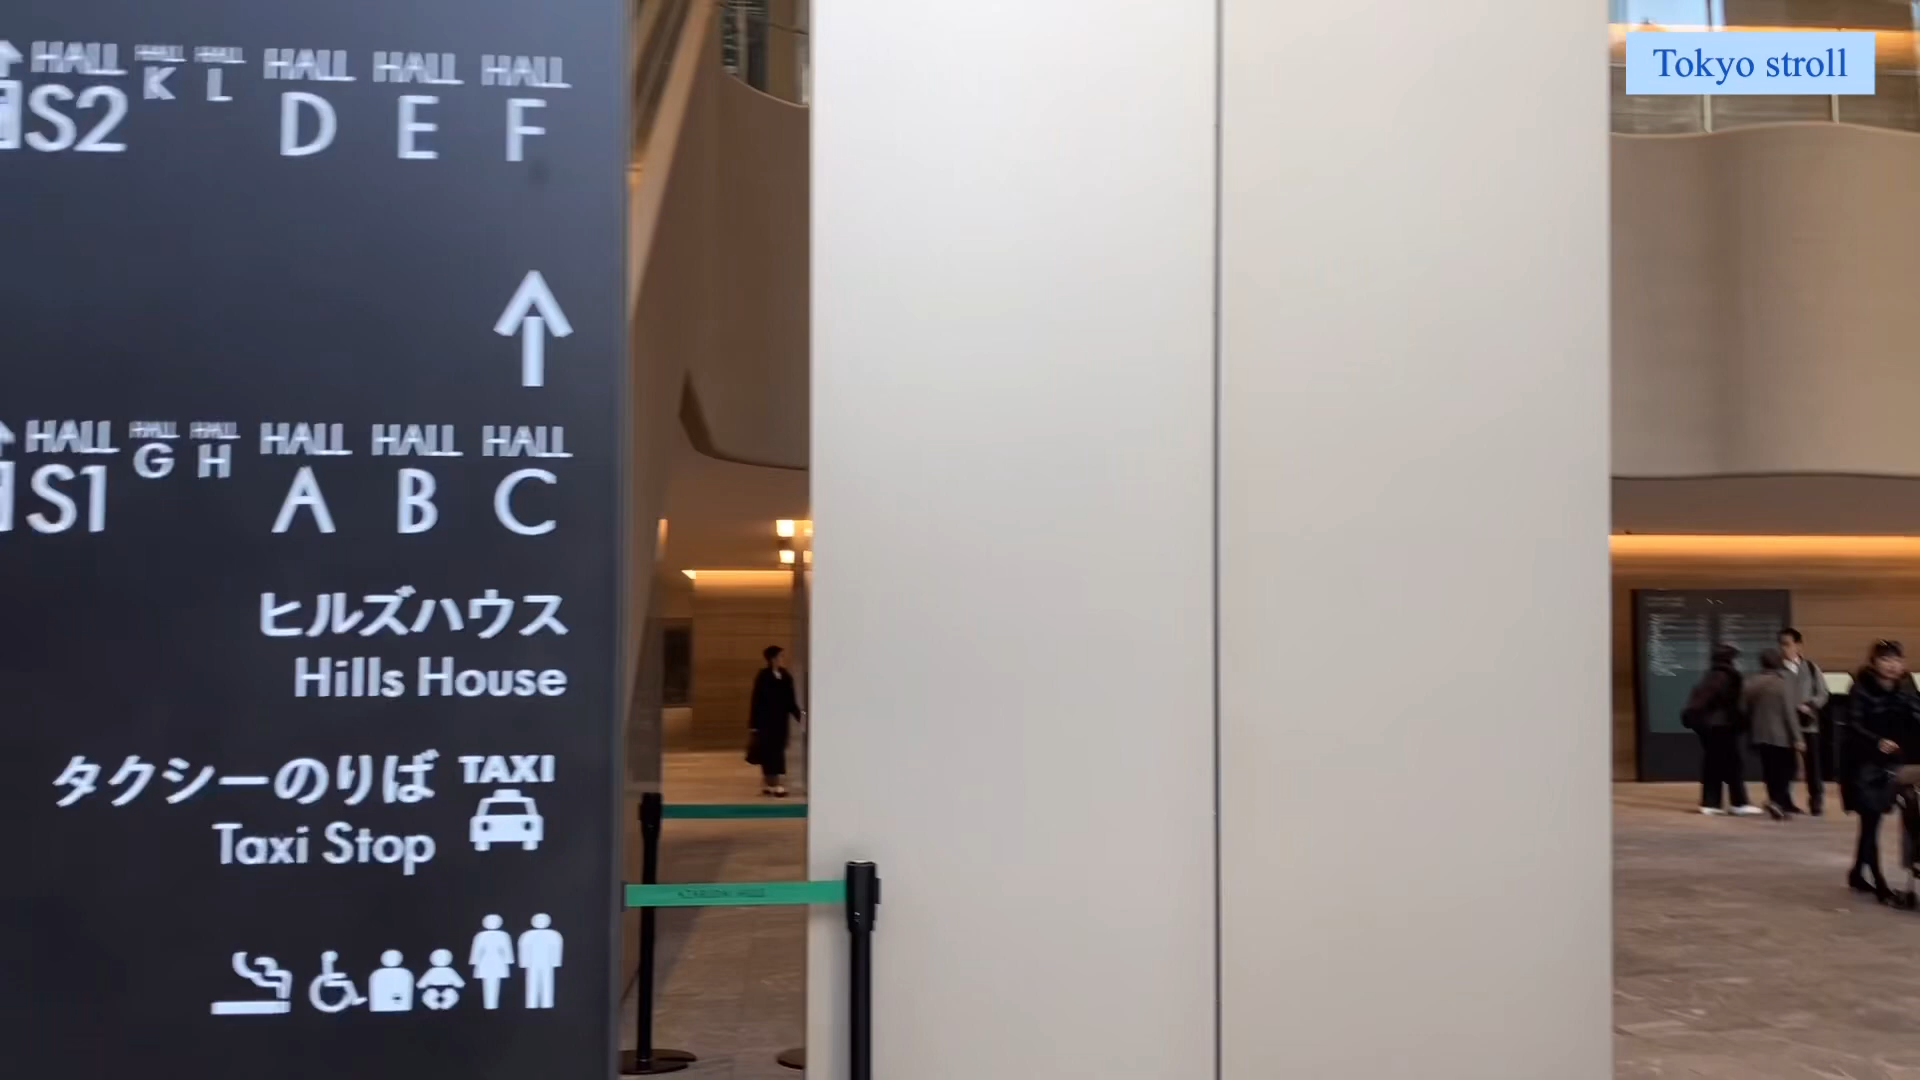 HALL HALL HALL HALL HALL HALL
S2 K L D E F
HALL HALL HALL HALL HALL HALL
S1 G H A B C
ヒルズハウス
Hills House
タクシーのりば TAXI
Taxi Stop
Tokyo stroll